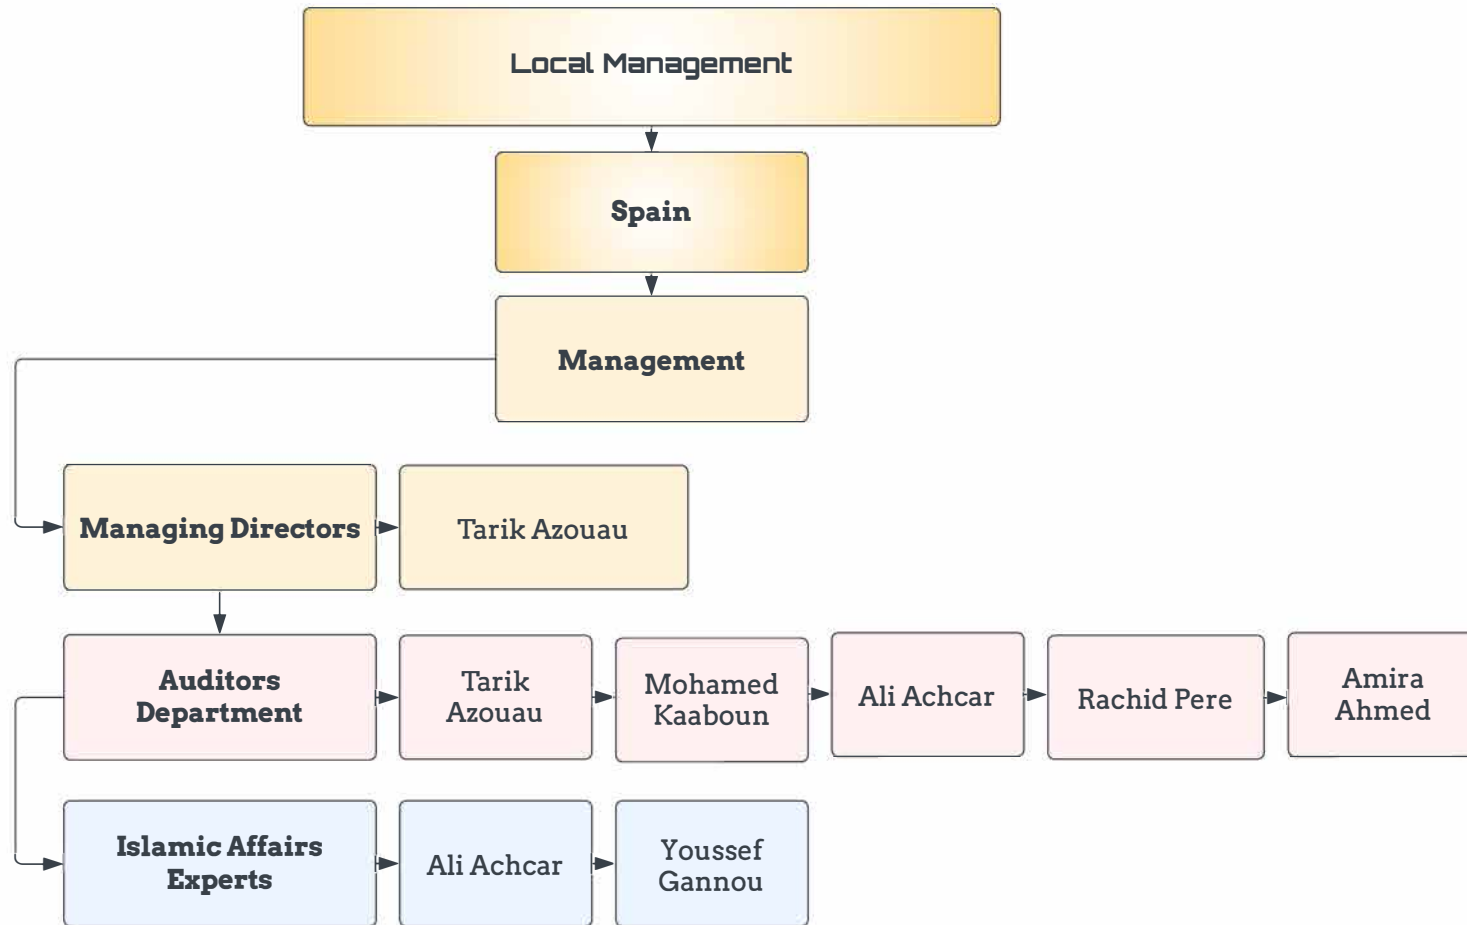 Local Management
Spain
Management
Managing Directors
Tarik Azouau
Auditors
Department
Tarik
Azouau
Mohamed
Kaaboun
Ali Achcar
Rachid Pere
Amira
Ahmed
Islamic Affairs
Experts
Ali Achcar
Youssef
Gannou